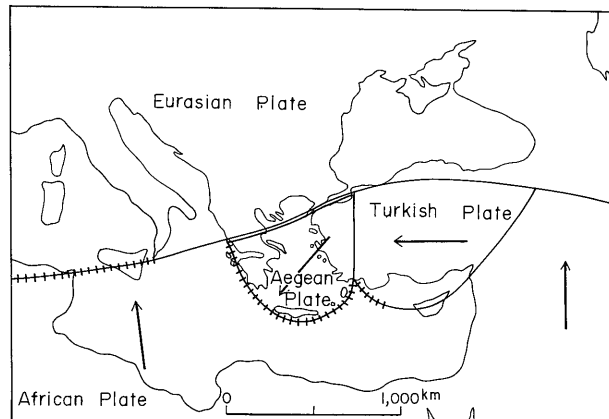 Eurasian Plate
Turkish Plate
Aegean
Plate
African Plate
0
1,000km